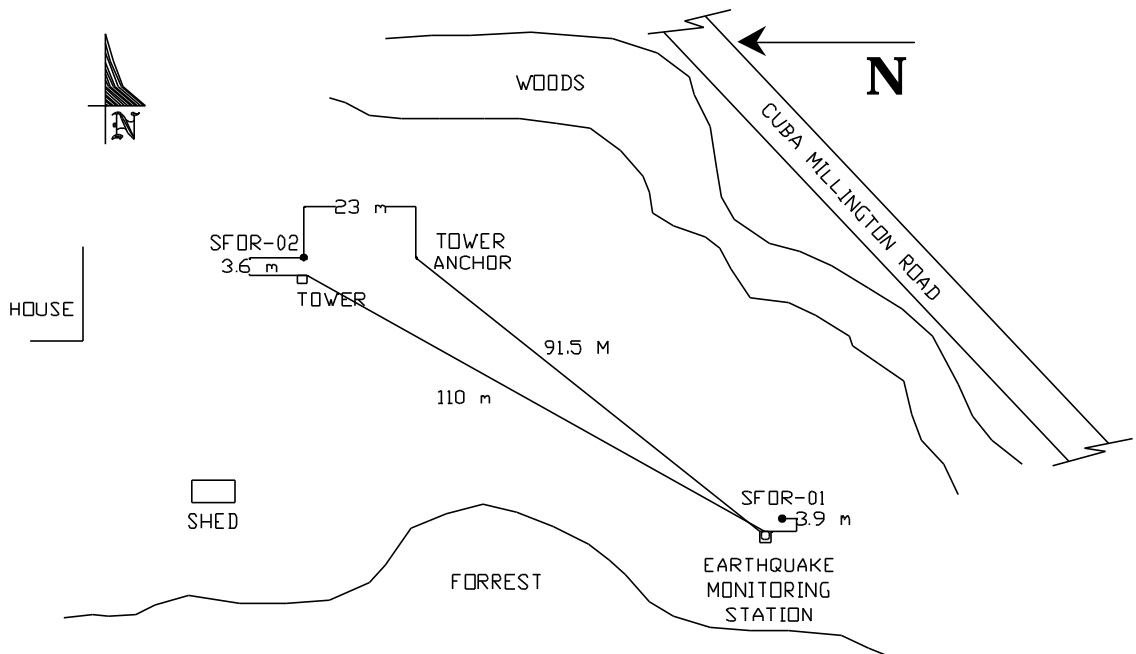 WOODS
N
N
CUBA MILLINGTON ROAD
23 m
SFOR-02
TOWER
ANCHOR
3.6 m
TOWER
HOUSE
91.5 M
110 m
SFOR-01
3.9 m
SHED
EARTHQUAKE
MONITORING
STATION
FORREST